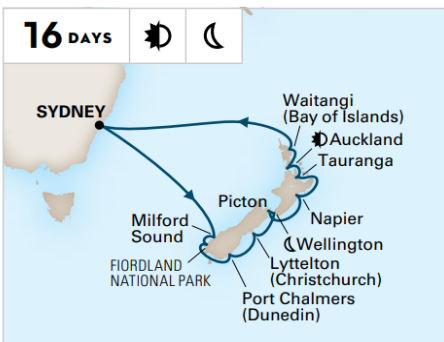 16 DAYS
SYDNEY
Waitangi
(Bay of Islands)
Auckland
Tauranga
Picton
Napier
Milford
Sound
Wellington
FIORDLAND
NATIONAL PARK
Lyttelton
(Christchurch)
Port Chalmers
(Dunedin)